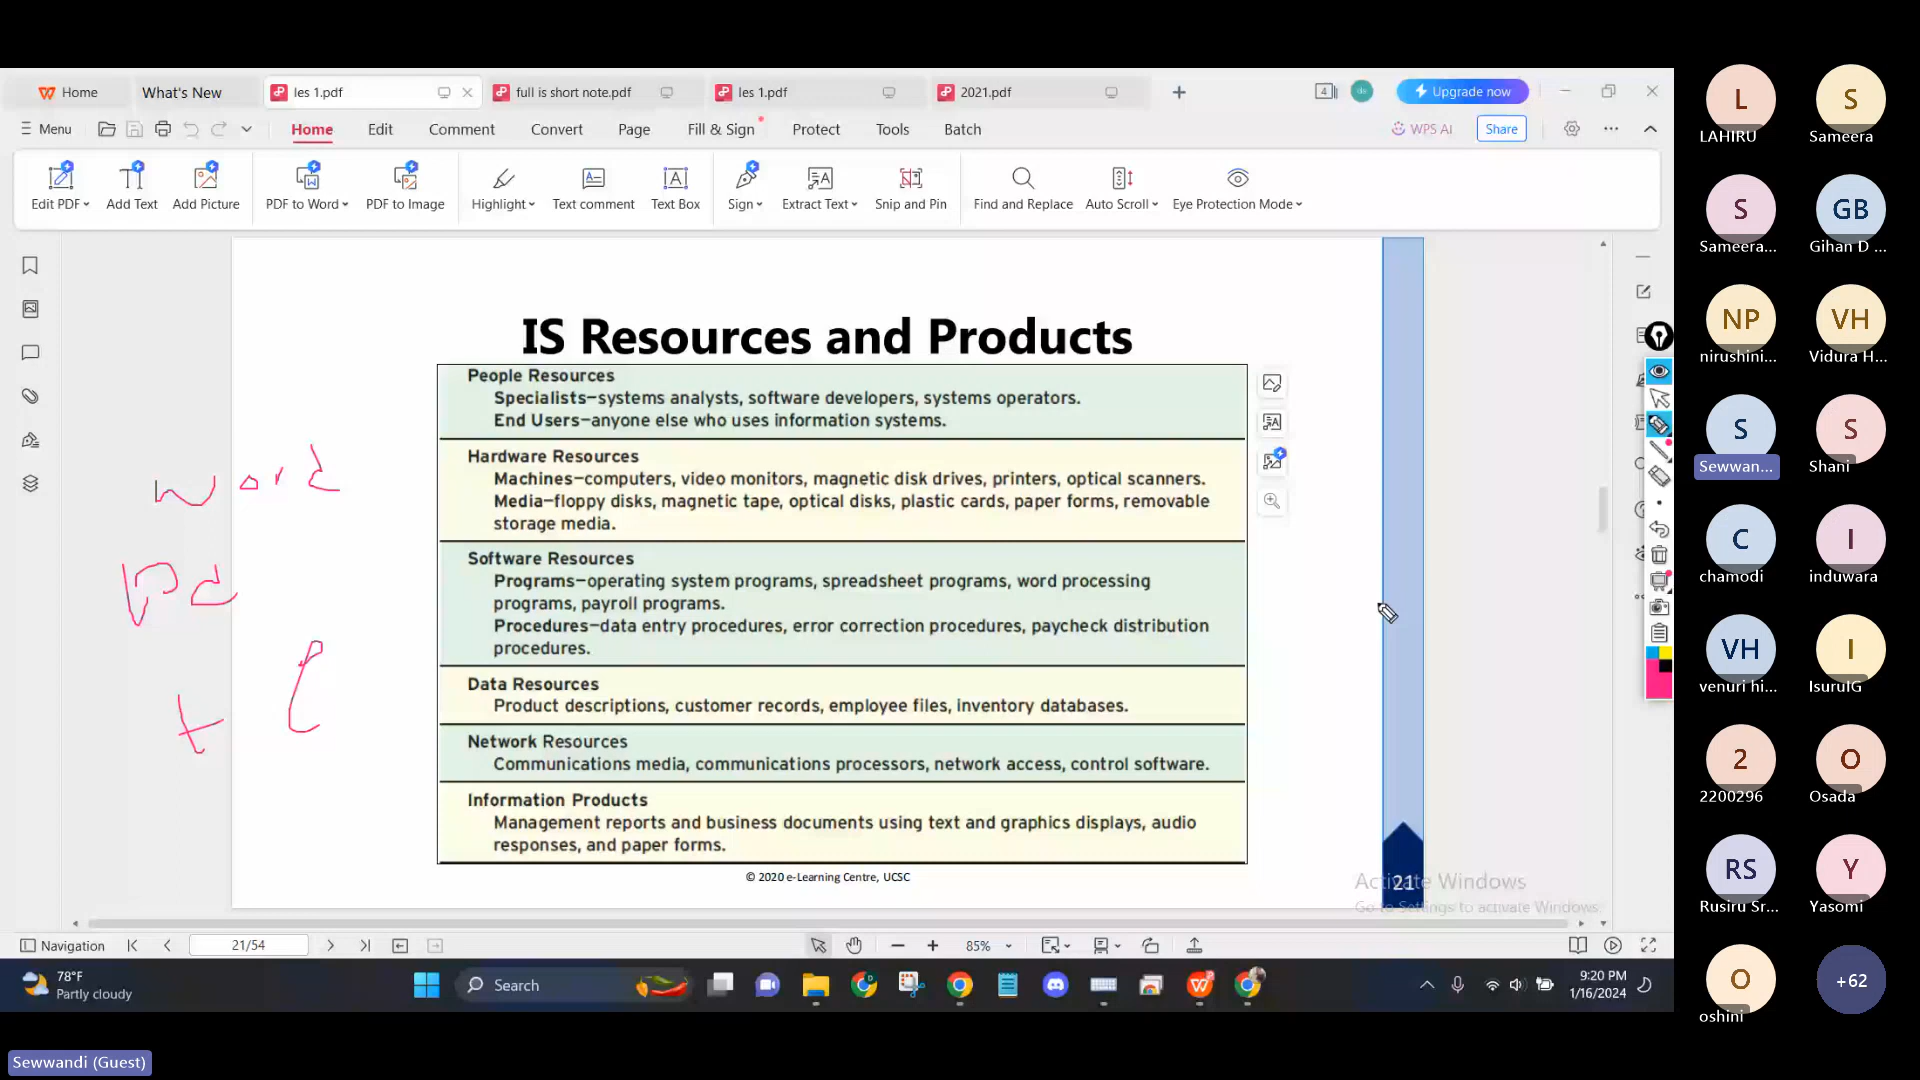 Home
What's New
les 1.pdf
full is short note.pdf
les 1.pdf
2021.pdf
4
ds
Upgrade now
Menu
Home
Edit
Comment
Convert
Page
Fill & Sign
Protect
Tools
Batch
WPS AI
Share
Edit PDF
Add Text
Add Picture
PDF to Word
PDF to Image
Highlight
Text comment
Text Box
Sign
Extract Text
Snip and Pin
Find and Replace
Auto Scroll
Eye Protection Mode
IS Resources and Products
People Resources
Specialists—systems analysts, software developers, systems operators.
End Users—anyone else who uses information systems.
Hardware Resources
Machines—computers, video monitors, magnetic disk drives, printers, optical scanners.
Media—floppy disks, magnetic tape, optical disks, plastic cards, paper forms, removable
storage media.
Software Resources
Programs—operating system programs, spreadsheet programs, word processing
programs, payroll programs.
Procedures—data entry procedures, error correction procedures, paycheck distribution
procedures.
Data Resources
Product descriptions, customer records, employee files, inventory databases.
Network Resources
Communications media, communications processors, network access, control software.
Information Products
Management reports and business documents using text and graphics displays, audio
responses, and paper forms.
© 2020 e-Learning Centre, UCSC
21
word
Pd
t
Activate Windows
Go to Settings to activate Windows.
Navigation
21/54
85%
78°F
Partly cloudy
Search
9:20 PM
1/16/2024
Sewwandi (Guest)
L
LAHIRU
S
Sameera
S
Sameera...
GB
Gihan D ...
NP
nirushini...
VH
Vidura H...
S
Sewwan...
S
Shani
C
chamodi
I
induwara
VH
venuri hi...
I
IsuruIG
2
2200296
O
Osada
RS
Rusiru Sr...
Y
Yasomi
O
oshini
+62